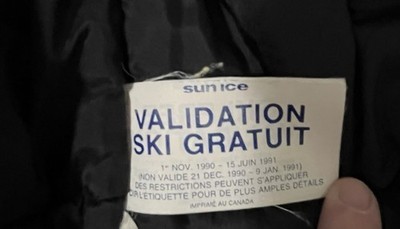 sun ice
VALIDATION
SKI GRATUIT
1er NOV. 1990 - 15 JUIN 1991
(NON VALIDE 21 DEC. 1990 - 9 JAN. 1991)
DES RESTRICTIONS PEUVENT S'APPLIQUER
L'ETIQUETTE POUR DE PLUS AMPLES DÉTAILS
IMPRIMÉ AU CANADA